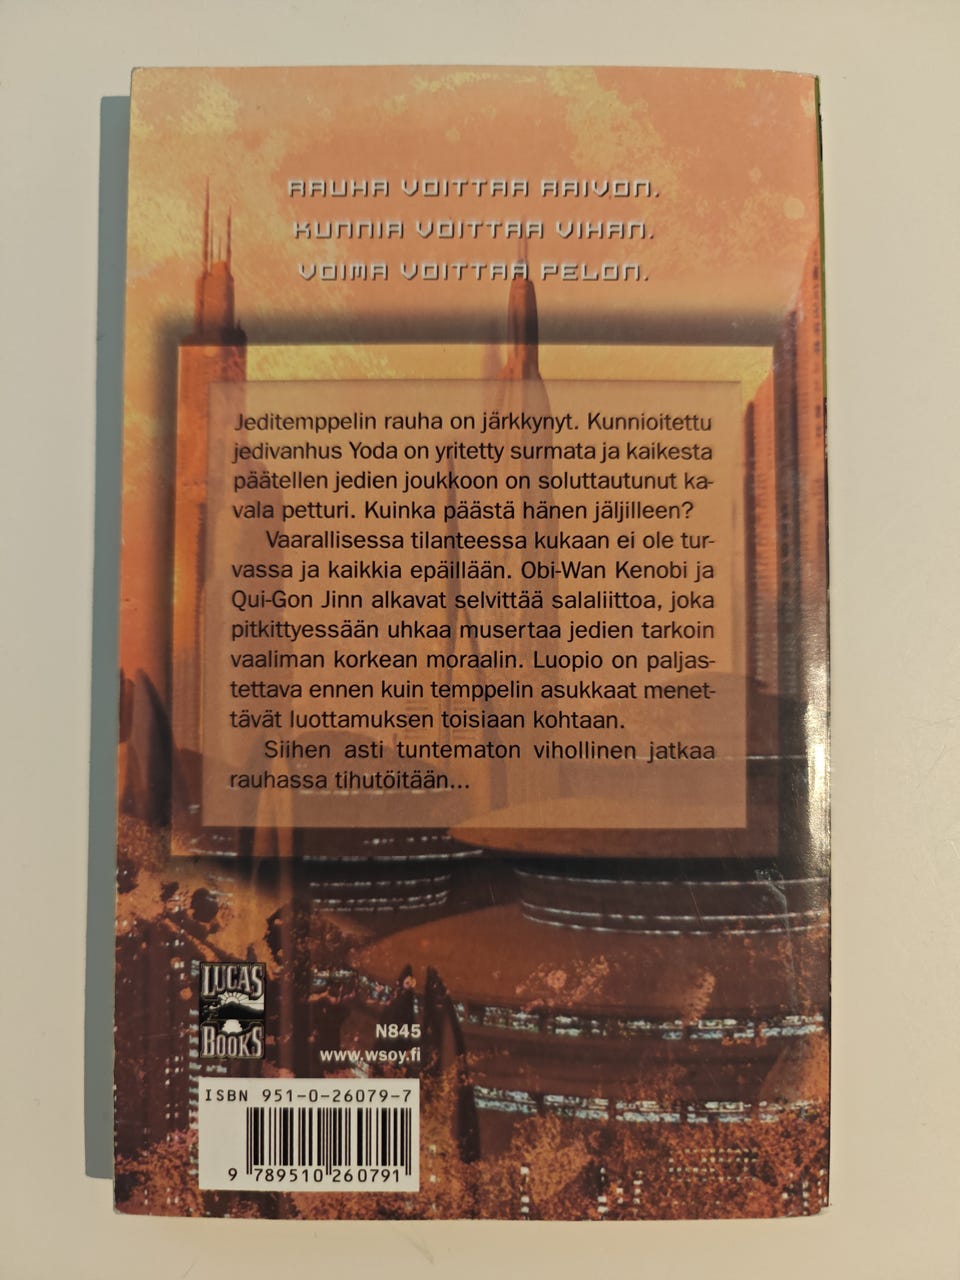 RAUHA VOITTAA RAIVON.
KUNNIA VOITTAA VIHAN.
VOIMA VOITTAA PELON.
Jeditemppelin rauha on järkkynyt. Kunnioitettu
jedivanhus Yoda on yritetty surmata ja kaikesta
päätellen jedien joukkoon on soluttautunut ka-
vala petturi. Kuinka päästä hänen jäljilleen?
Vaarallisessa tilanteessa kukaan ei ole tur-
vassa ja kaikkia epäillään. Obi-Wan Kenobi ja
Qui-Gon Jinn alkavat selvittää salaliittoa, joka
pitkittyessään uhkaa musertaa jedien tarkoin
vaaliman korkean moraalin. Luopio on paljas-
tettava ennen kuin temppelin asukkaat menet-
tävät luottamuksen toisiaan kohtaan.
Siihen asti tuntematon vihollinen jatkaa
rauhassa tihutöitään...
LUCAS
BOOKS
N845
www.wsoy.fi
ISBN 951-0-26079-7
9 789510 260791